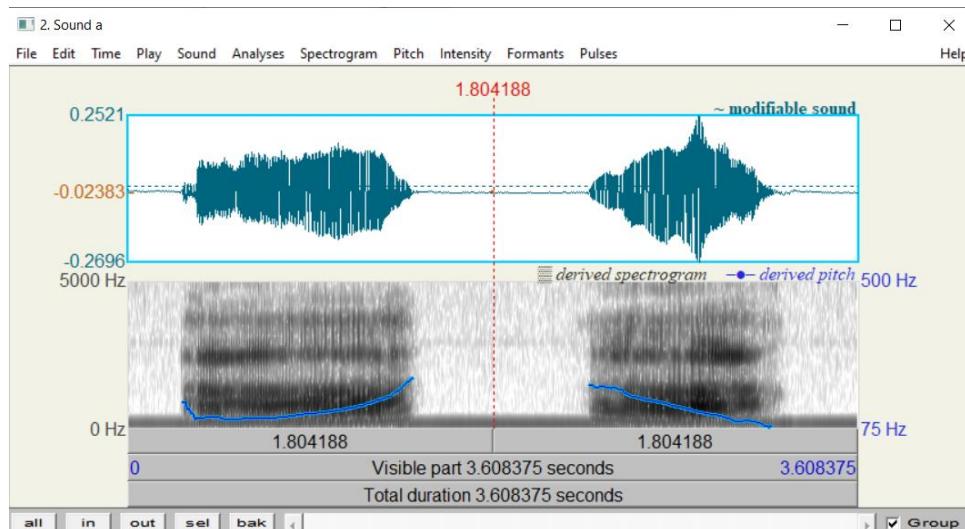 2. Sound a
File Edit Time Play Sound Analyses Spectrogram Pitch Intensity Formants Pulses Help
1.804188
0.2521
~ modifiable sound
-0.02383
-0.2696
5000 Hz
derived spectrogram
derived pitch
500 Hz
0 Hz
75 Hz
1.804188 1.804188
0 Visible part 3.608375 seconds 3.608375
Total duration 3.608375 seconds
all in out sel bak Group